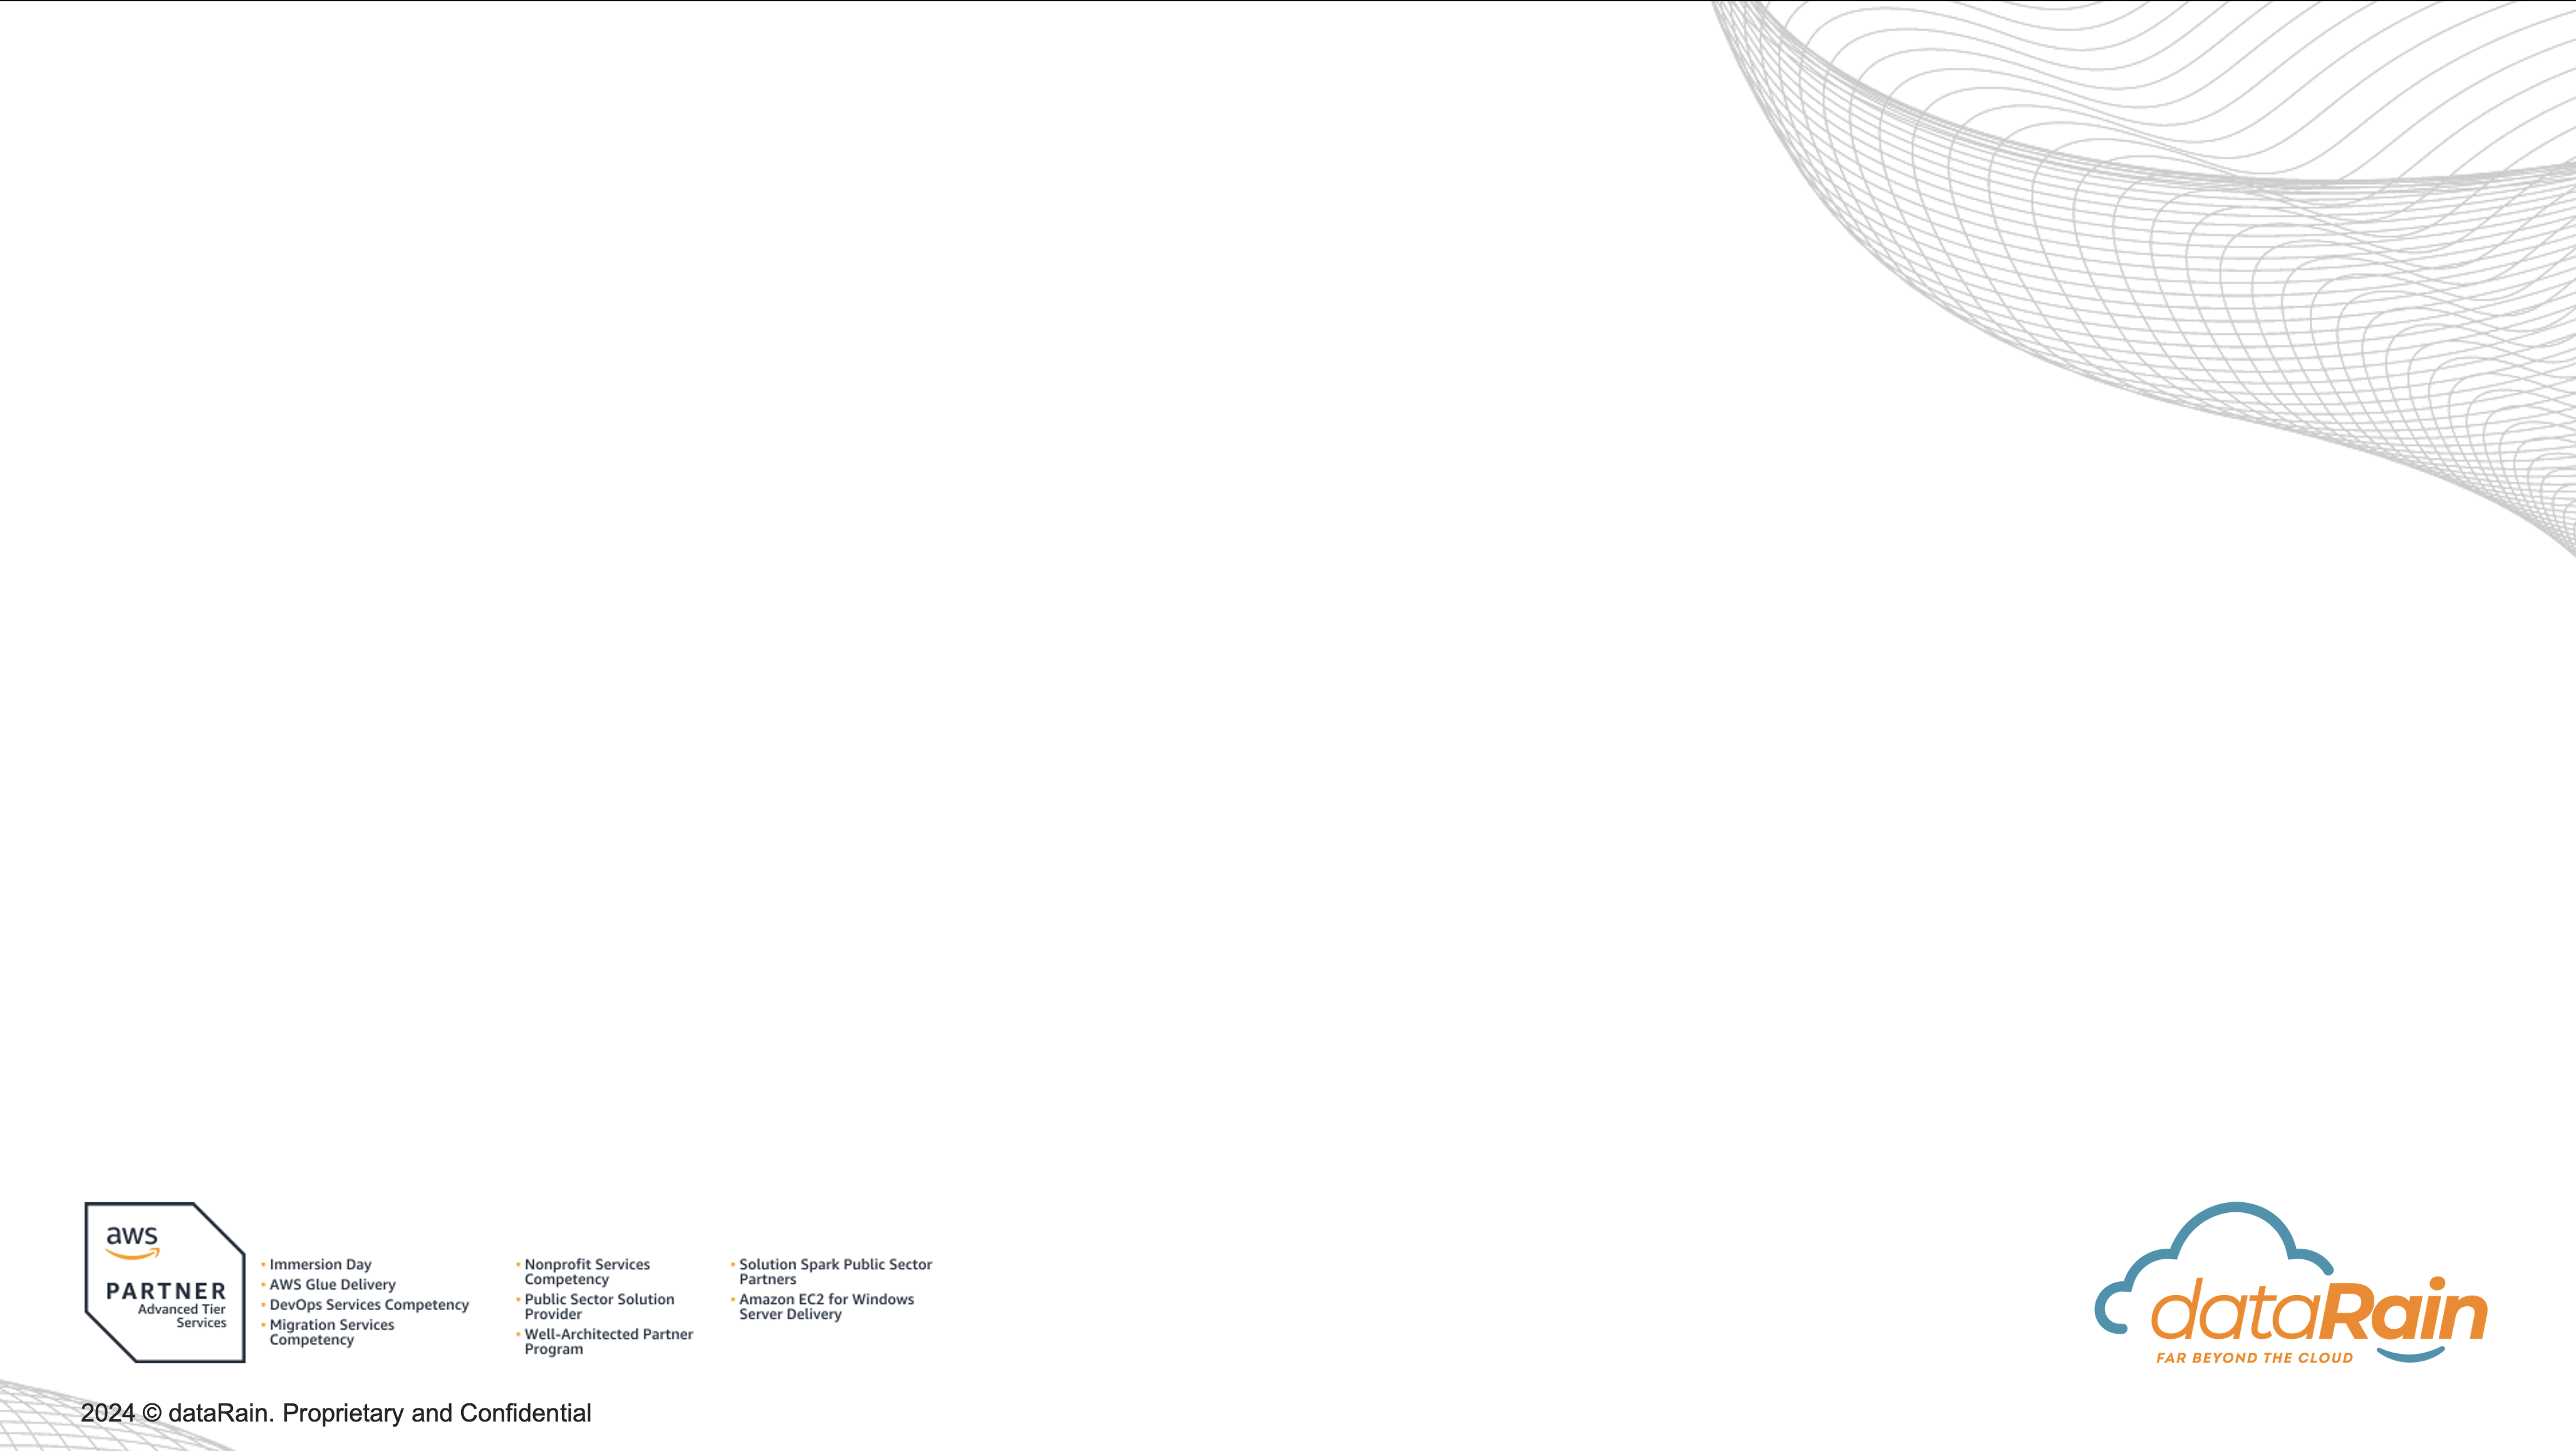 aws
PARTNER
Advanced Tier
Services
▪ Immersion Day
▪ AWS Glue Delivery
▪ DevOps Services Competency
▪ Migration Services
Competency
▪ Nonprofit Services
Competency
▪ Public Sector Solution
Provider
▪ Well-Architected Partner
Program
▪ Solution Spark Public Sector
Partners
▪ Amazon EC2 for Windows
Server Delivery
dataRain
FAR BEYOND THE CLOUD
2024 © dataRain. Proprietary and Confidential